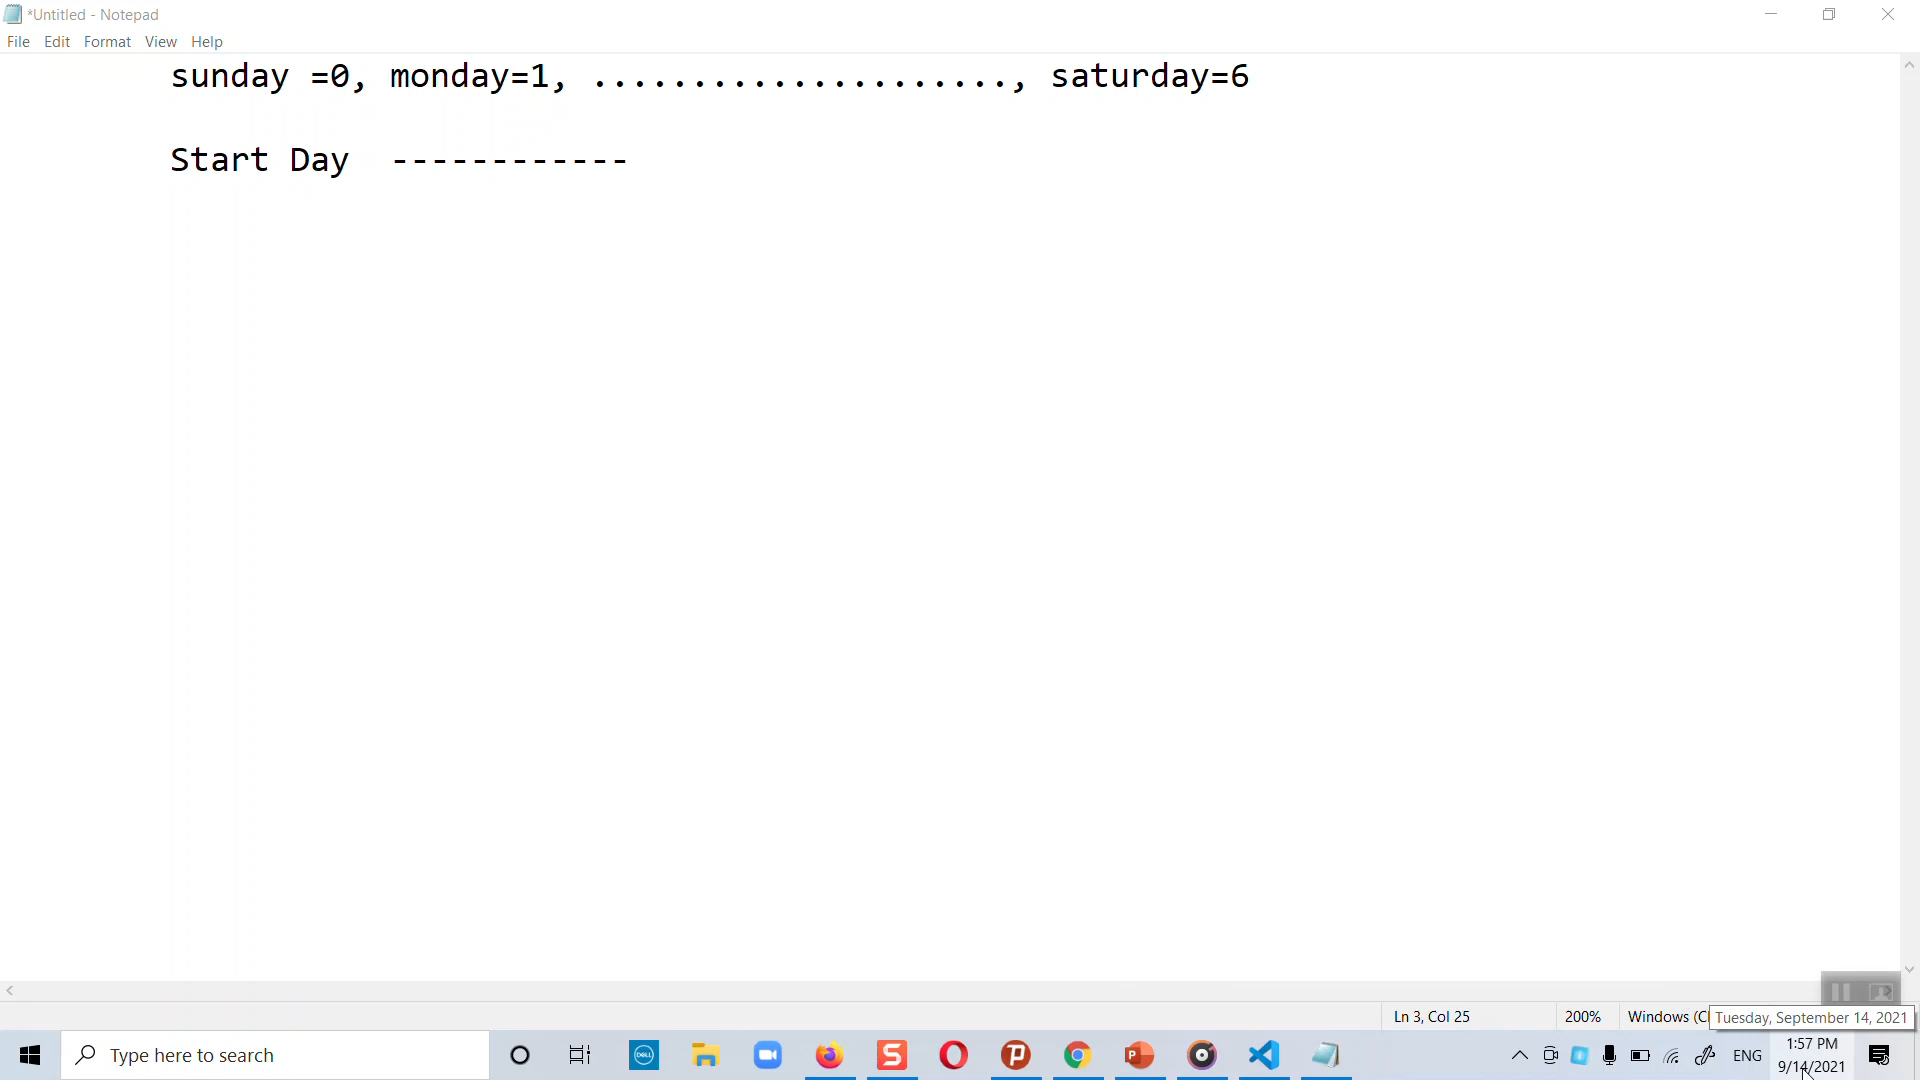 *Untitled - Notepad
File Edit Format View Help
sunday =0, monday=1, ....................., saturday=6
Start Day ------------
Ln 3, Col 25 200% Windows (C
Tuesday, September 14, 2021
Type here to search
DELL
ENG
1:57 PM
9/14/2021